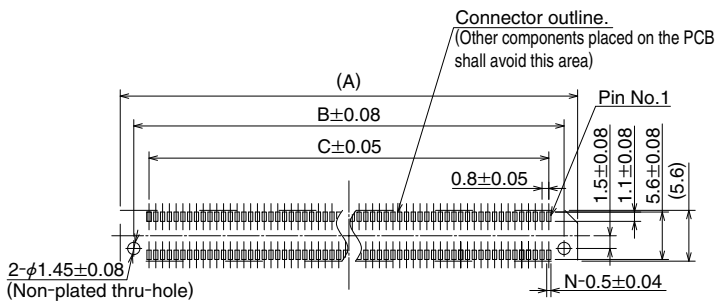 Connector outline.
(Other components placed on the PCB
shall avoid this area)
(A)
Pin No.1
B±0.08
C±0.05
0.8±0.05
1.5±0.08
1.1±0.08
5.6±0.08
(5.6)
2-ϕ1.45±0.08
(Non-plated thru-hole)
N-0.5±0.04